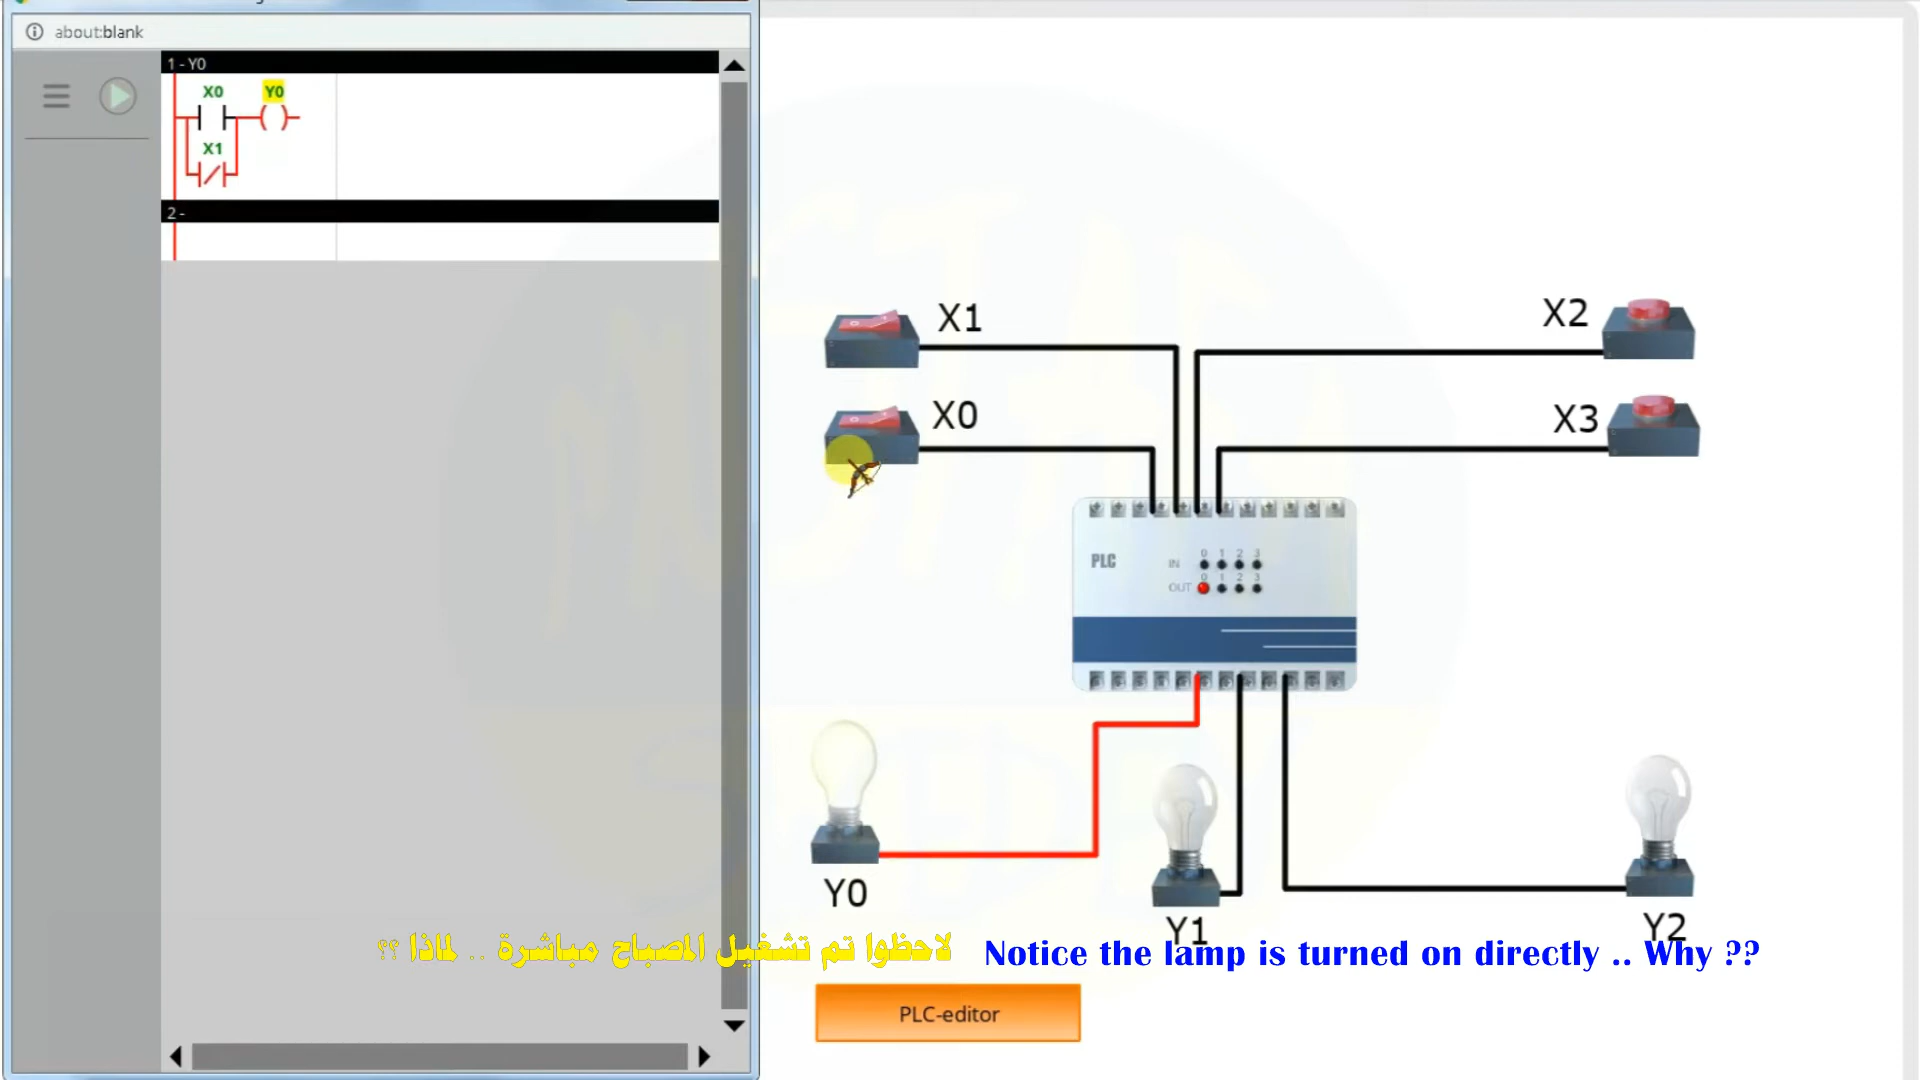 about:blank
1 - Y0
X0
Y0
X1
2 -
X1
X2
X0
X3
PLC
0 1 2 3
IN
0 1 2 3
OUT
Y0
Y1
Y2
لاحظوا تم تشغيل المصباح مباشرة .. لماذا ؟؟
Notice the lamp is turned on directly .. Why ??
PLC-editor